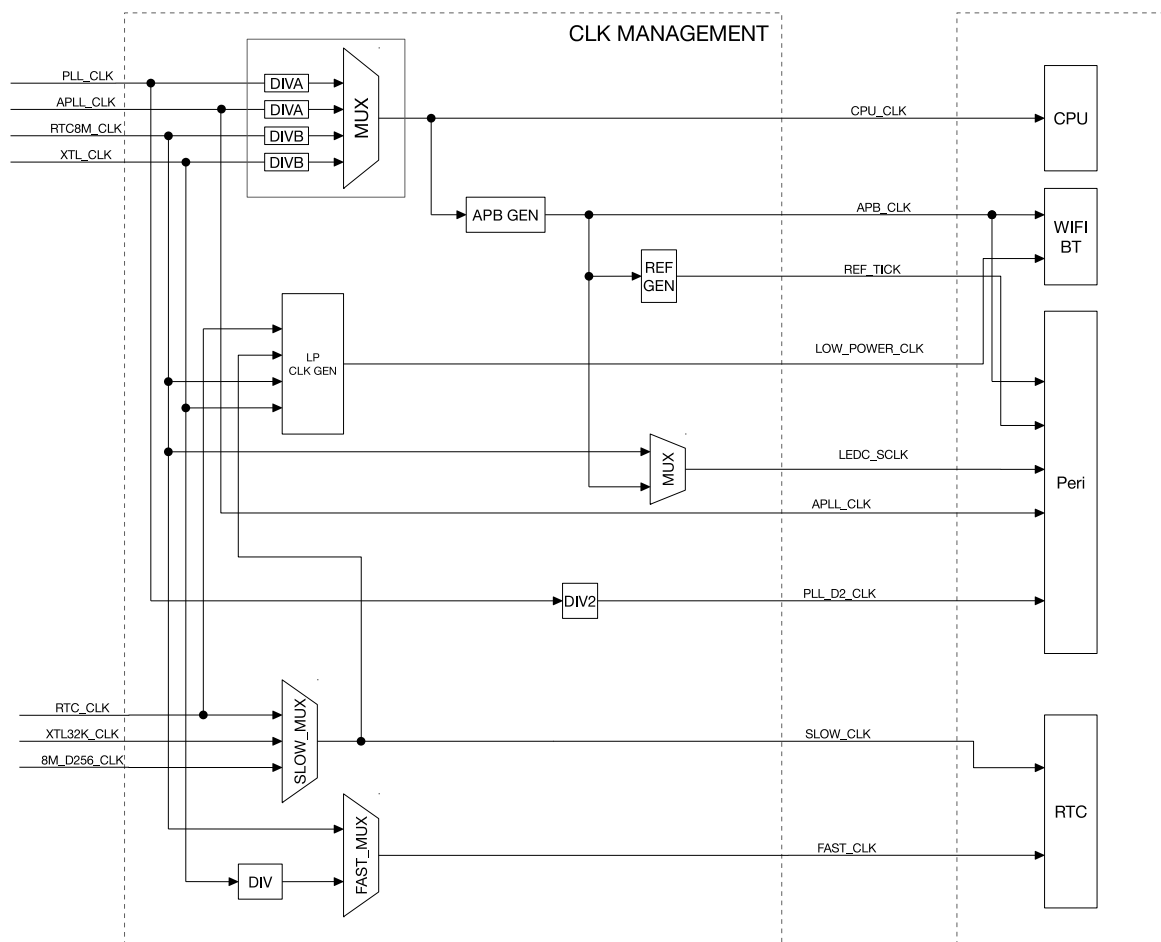 CLK MANAGEMENT
PLL_CLK
DIVA
APLL_CLK
DIVA
RTC8M_CLK
DIVB
XTL_CLK
DIVB
MUX
CPU_CLK
CPU
APB GEN
APB_CLK
WIFI
BT
REF
GEN
REF_TICK
LP
CLK GEN
LOW_POWER_CLK
MUX
LEDC_SCLK
Peri
APLL_CLK
DIV2
PLL_D2_CLK
RTC_CLK
XTL32K_CLK
8M_D256_CLK
SLOW_MUX
SLOW_CLK
RTC
FAST_MUX
FAST_CLK
DIV